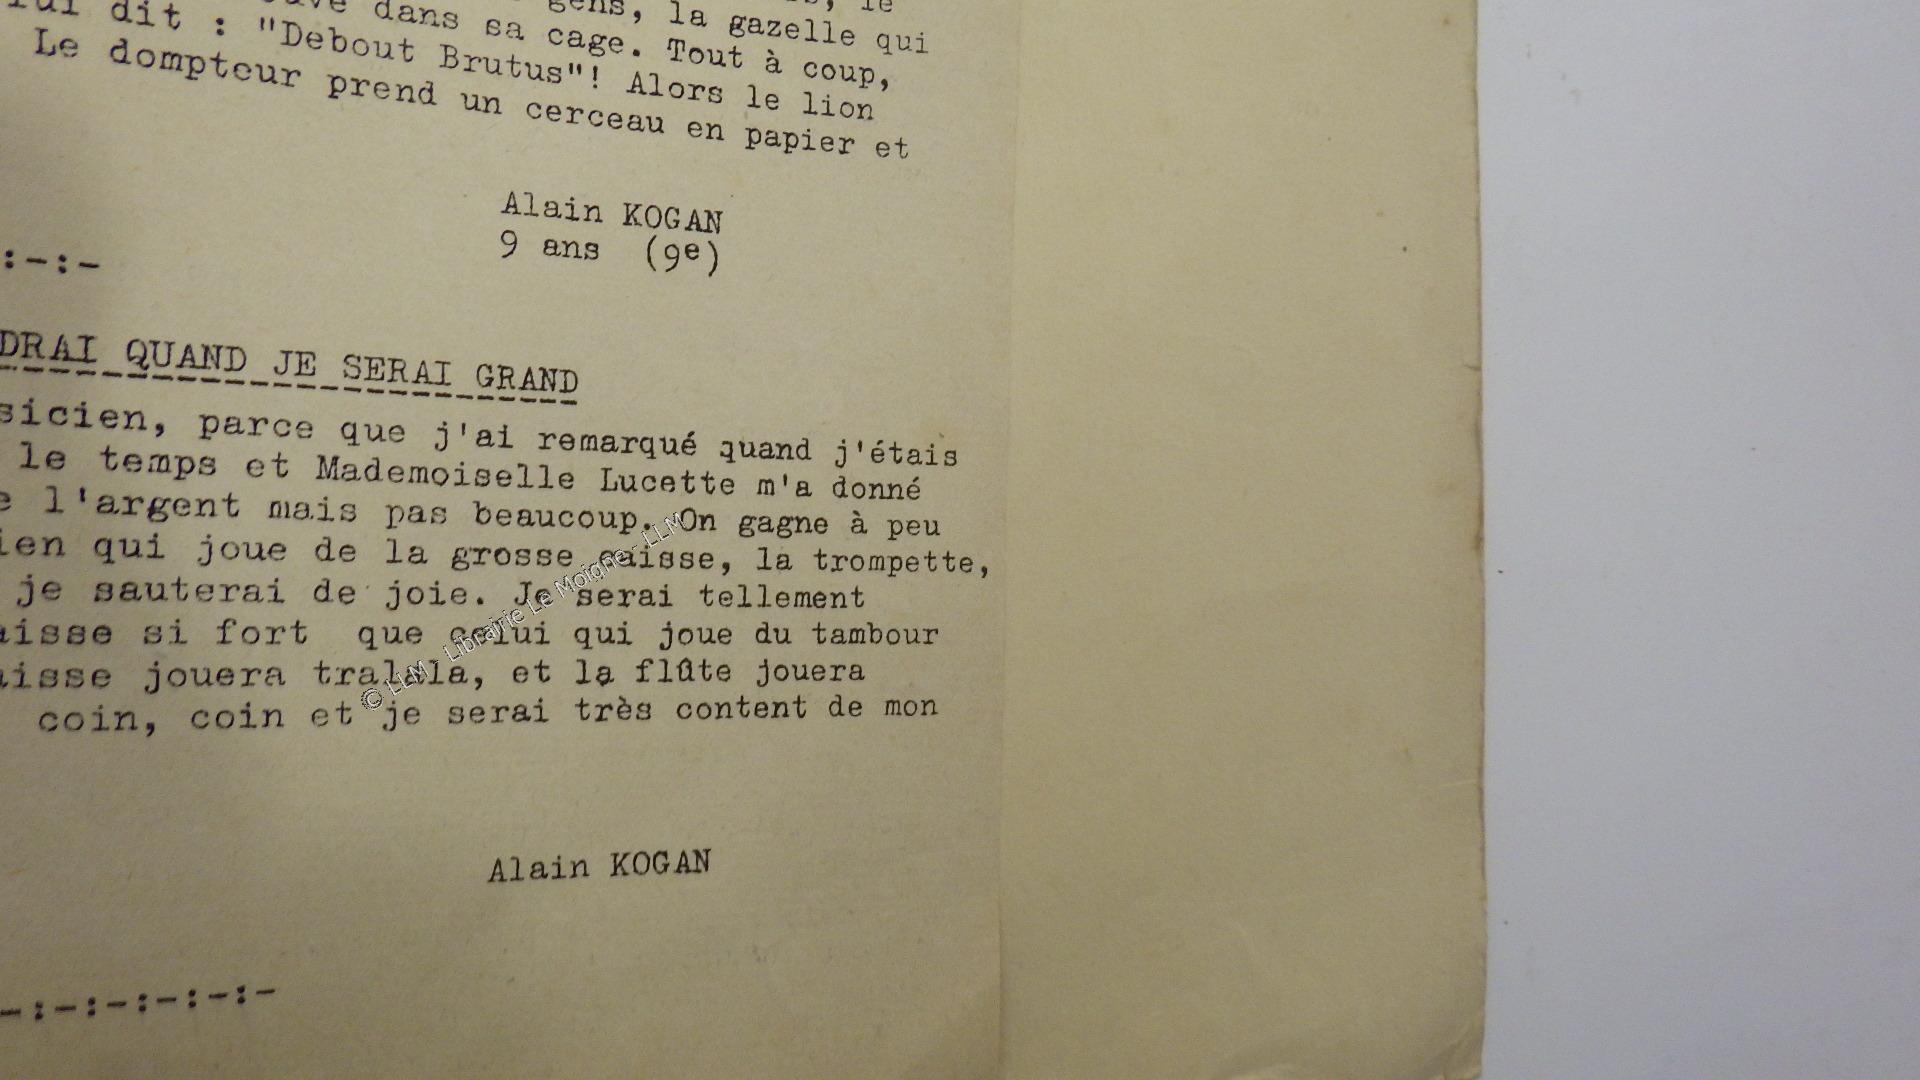 gens, la gazelle qui
dans sa cage. Tout à coup,
dit : "Debout Brutus"! Alors le lion
Le dompteur prend un cerceau en papier et
Alain KOGAN
9 ans (9e)
:-:-
DRAI QUAND JE SERAI GRAND
sicien, parce que j'ai remarqué quand j'étais
le temps et Mademoiselle Lucette m'a donné
e l'argent mais pas beaucoup. On gagne à peu
ien qui joue de la grosse caisse, la trompette,
je sauterai de joie. Je serai tellement
aisse si fort que celui qui joue du tambour
aisse jouera tralala, et la flûte jouera
coin, coin et je serai très content de mon
Alain KOGAN
-:-:-:-:-:-
© LLM - Librairie Le Moigne - LLM